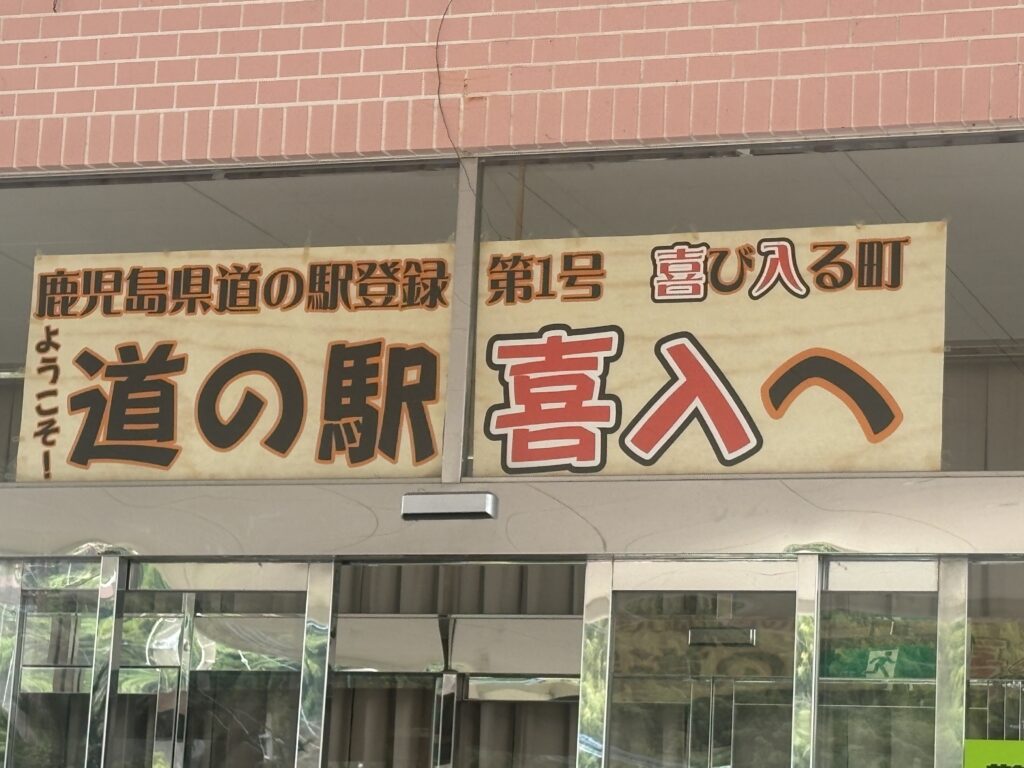 鹿児島県道の駅登録 第1号 喜び入る町
ようこそ！
道の駅 喜入へ